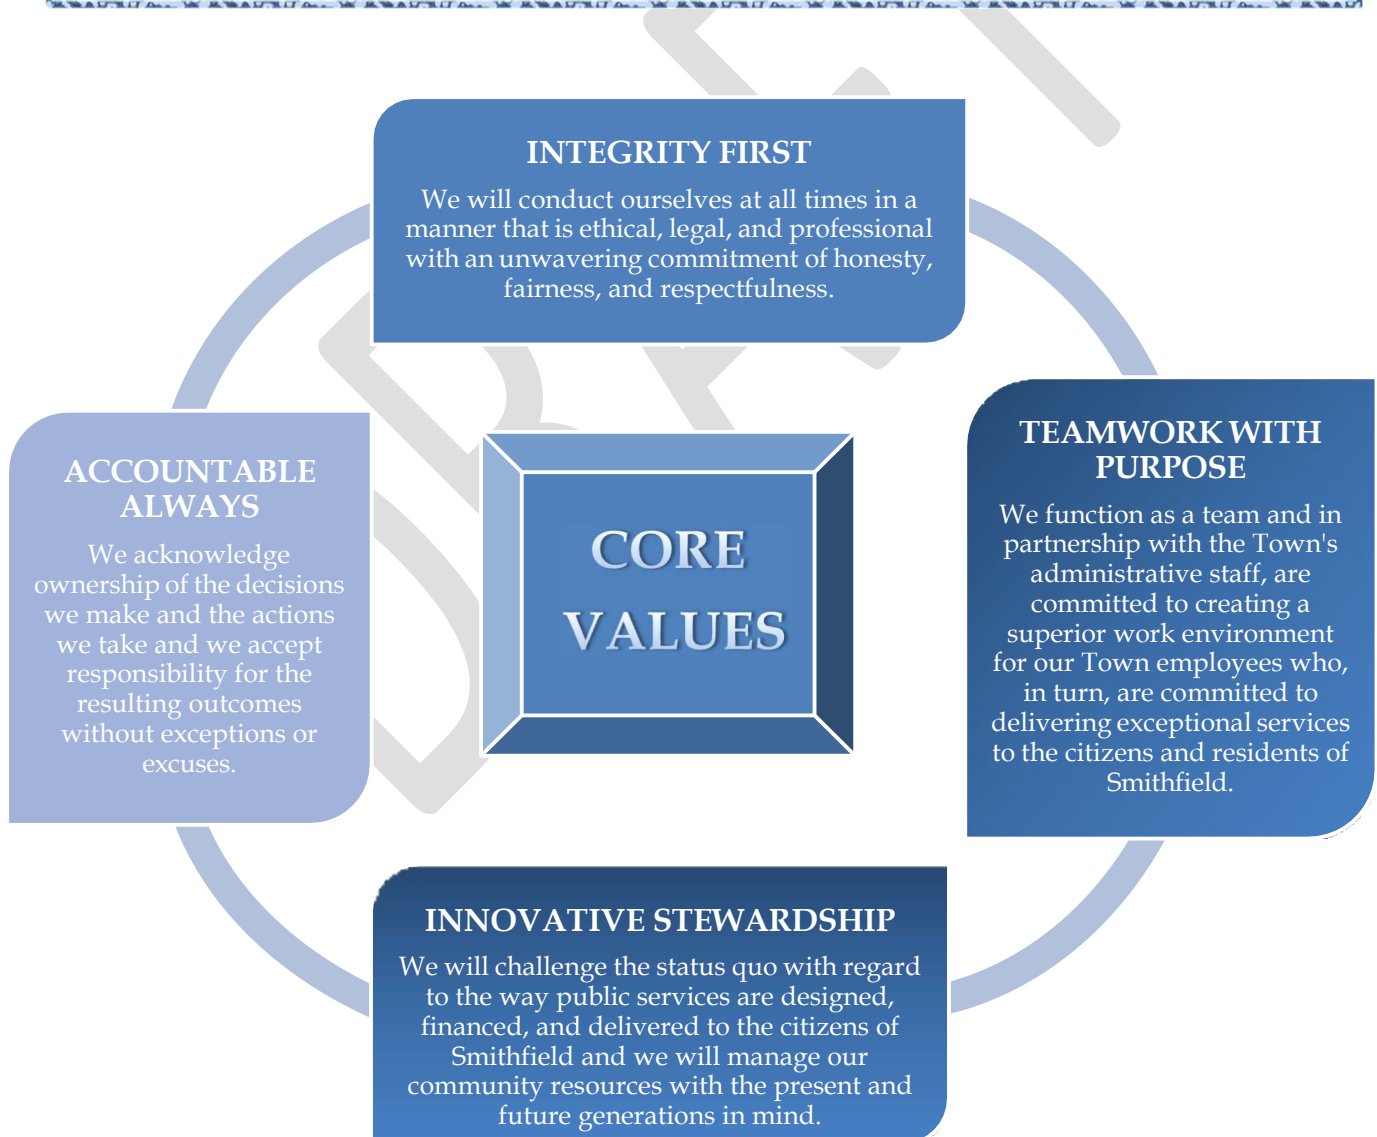 INTEGRITY FIRST
We will conduct ourselves at all times in a
manner that is ethical, legal, and professional
with an unwavering commitment of honesty,
fairness, and respectfulness.
TEAMWORK WITH
PURPOSE
We function as a team and in
partnership with the Town's
administrative staff, are
committed to creating a
superior work environment
for our Town employees who,
in turn, are committed to
delivering exceptional services
to the citizens and residents of
Smithfield.
ACCOUNTABLE
ALWAYS
We acknowledge
ownership of the decisions
we make and the actions
we take and we accept
responsibility for the
resulting outcomes
without exceptions or
excuses.
CORE
VALUES
INNOVATIVE STEWARDSHIP
We will challenge the status quo with regard
to the way public services are designed,
financed, and delivered to the citizens of
Smithfield and we will manage our
community resources with the present and
future generations in mind.
DRAFT